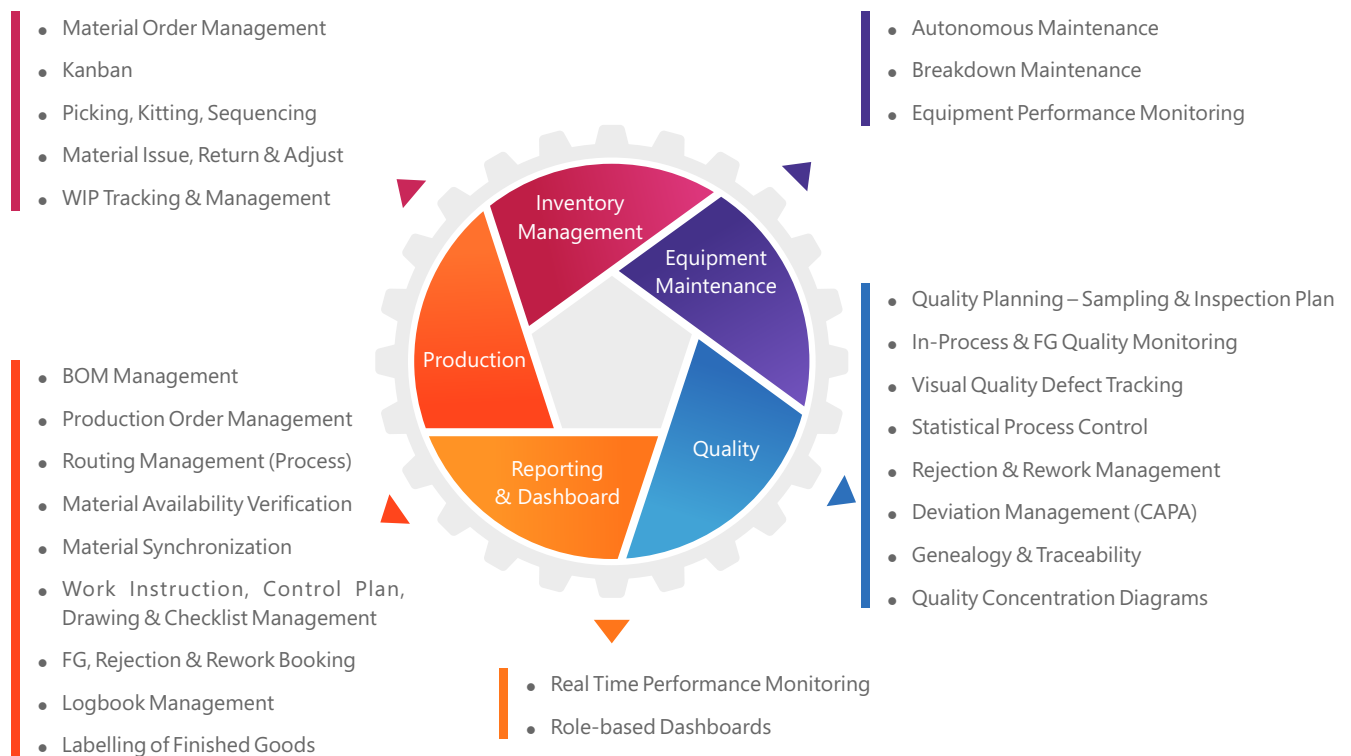 Material Order Management
Kanban
Picking, Kitting, Sequencing
Material Issue, Return & Adjust
WIP Tracking & Management
Autonomous Maintenance
Breakdown Maintenance
Equipment Performance Monitoring
Inventory
Management
Equipment
Maintenance
Production
Quality
Reporting
& Dashboard
BOM Management
Production Order Management
Routing Management (Process)
Material Availability Verification
Material Synchronization
Work Instruction, Control Plan,
Drawing & Checklist Management
FG, Rejection & Rework Booking
Logbook Management
Labelling of Finished Goods
Quality Planning – Sampling & Inspection Plan
In-Process & FG Quality Monitoring
Visual Quality Defect Tracking
Statistical Process Control
Rejection & Rework Management
Deviation Management (CAPA)
Genealogy & Traceability
Quality Concentration Diagrams
Real Time Performance Monitoring
Role-based Dashboards